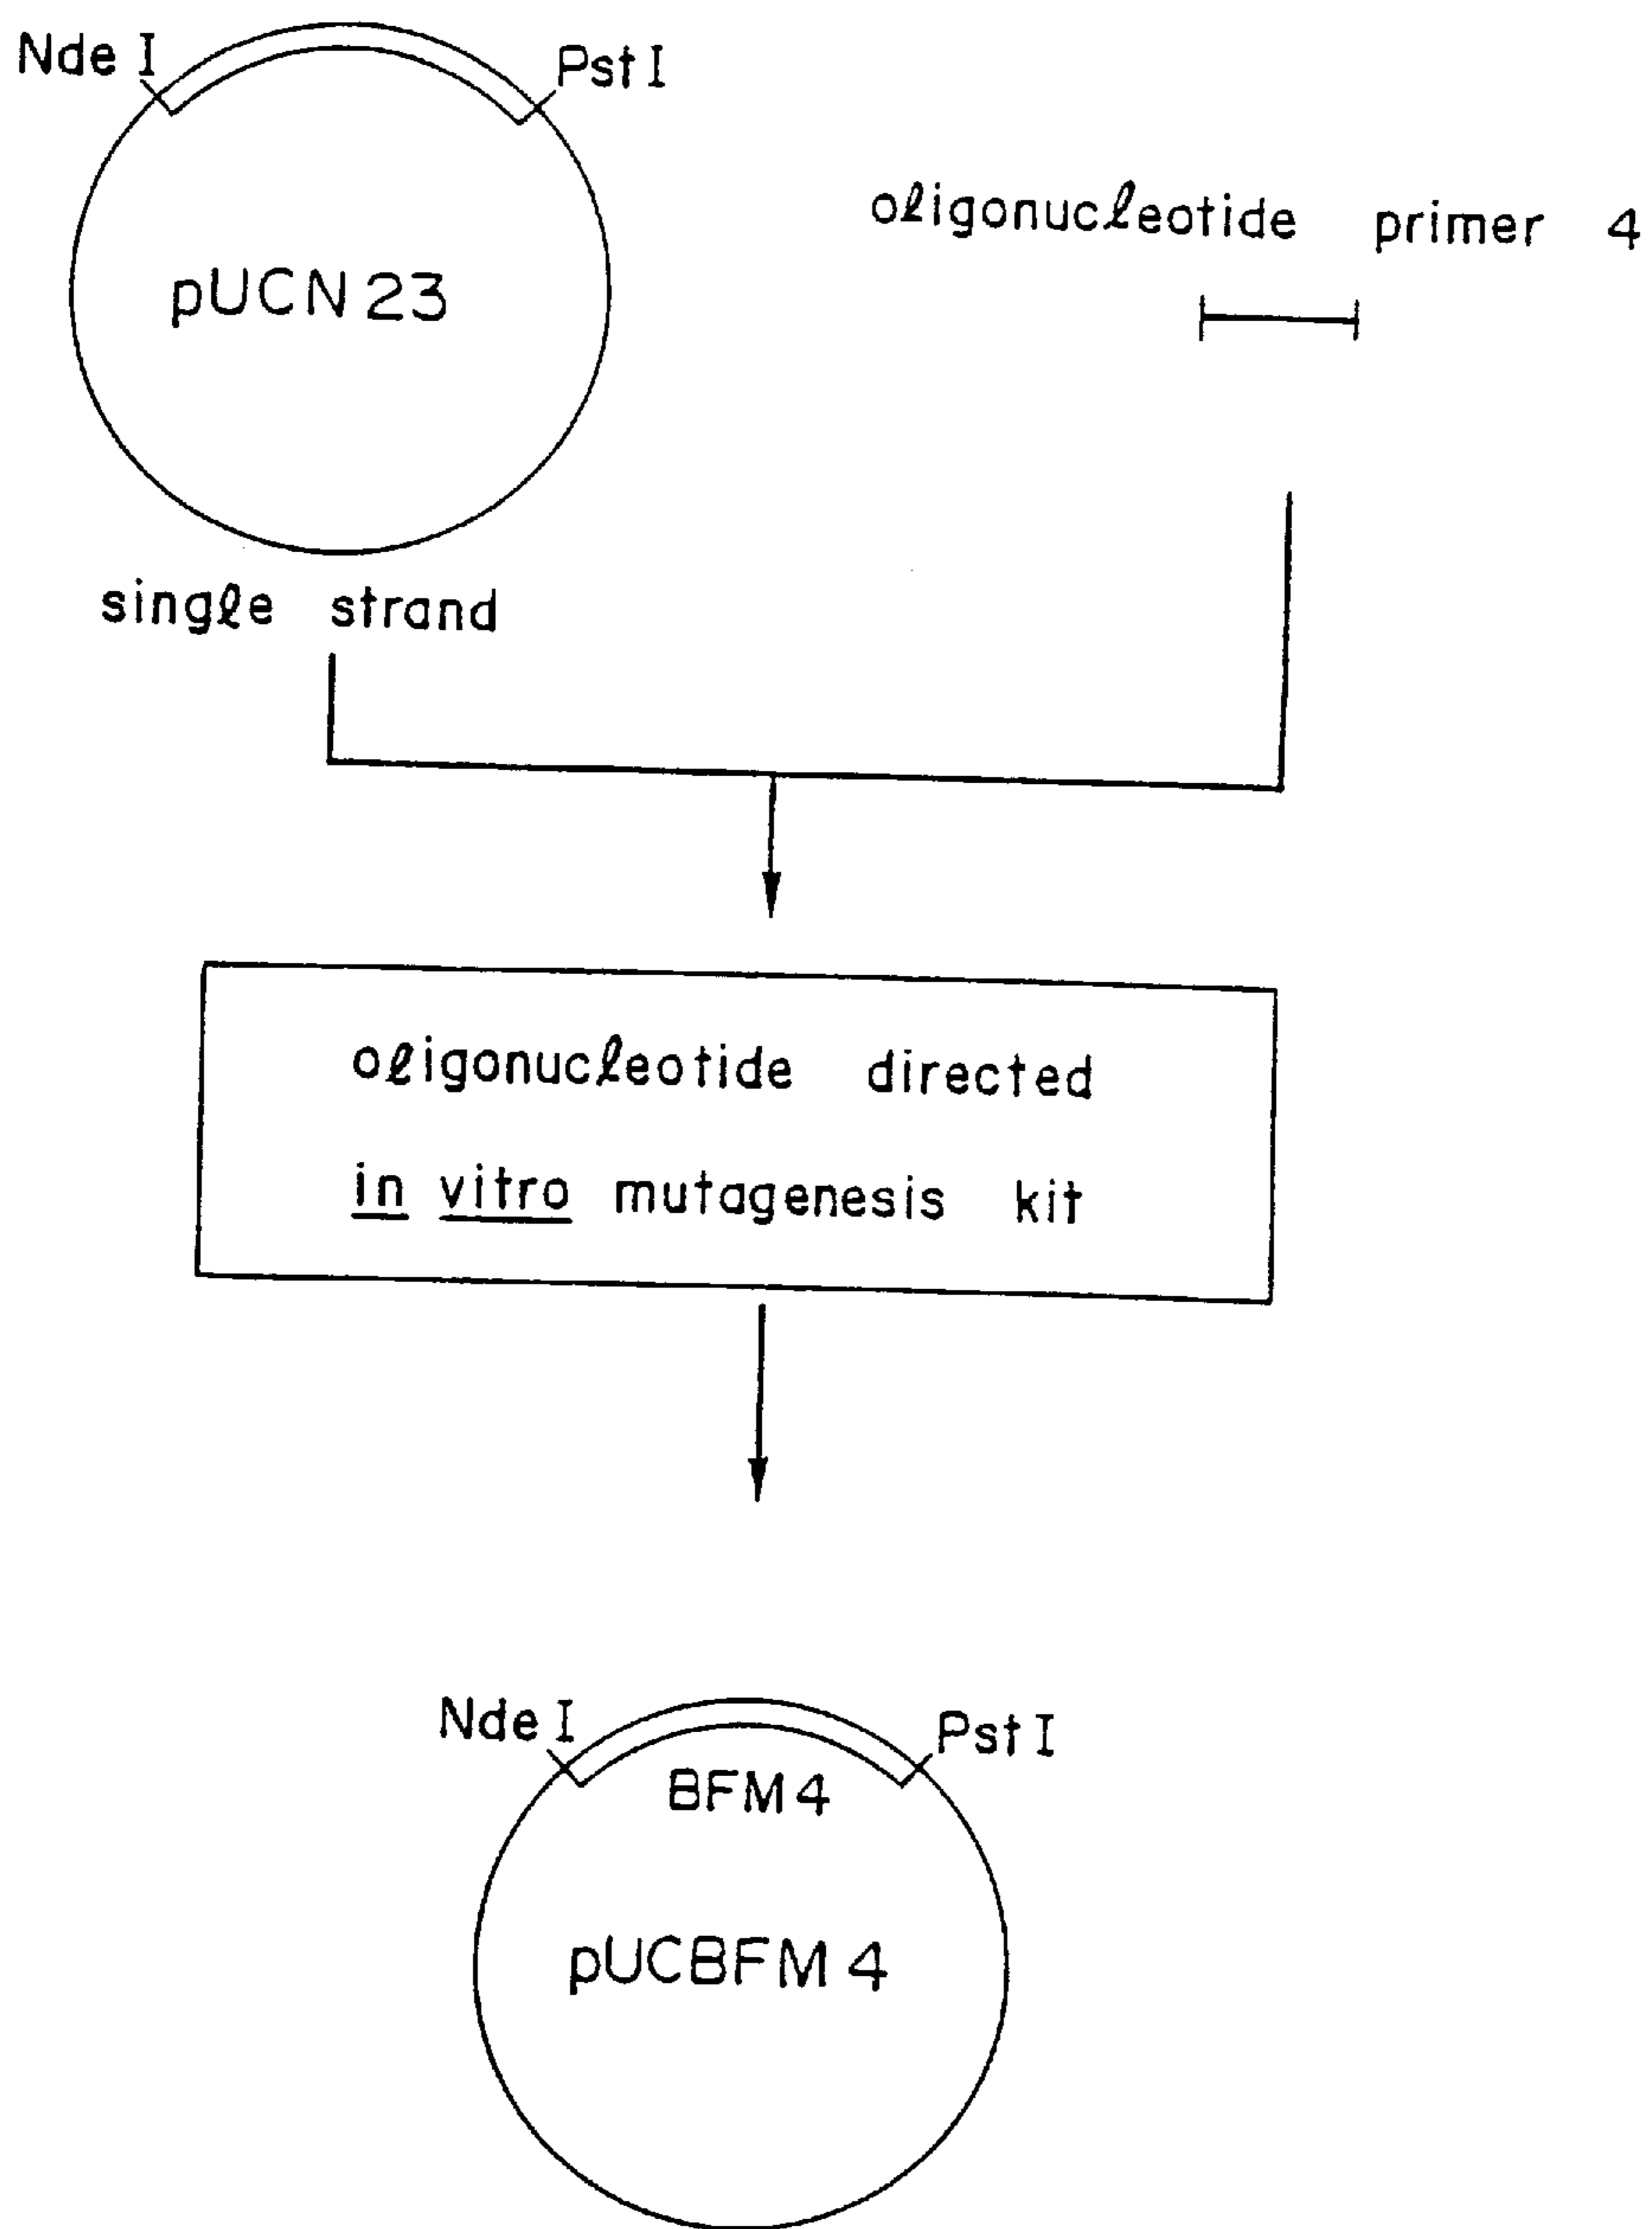 Nde I
Pst I
pUCN 23
oligonucleotide primer 4
single strand
oligonucleotide directed
in vitro mutagenesis kit
Nde I
Pst I
BFM 4
pUCBFM 4